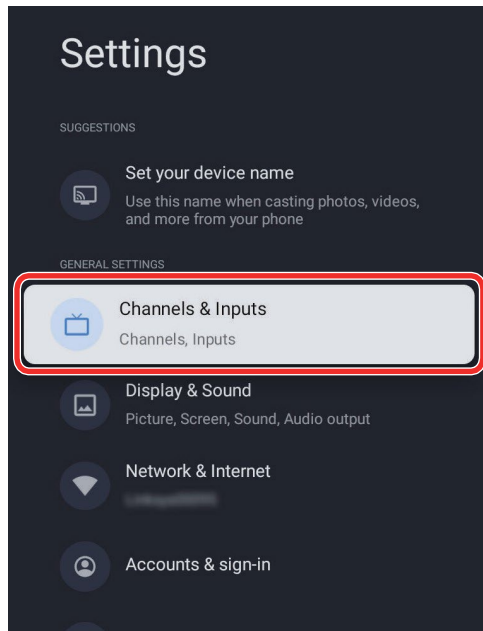 Settings
SUGGESTIONS
Set your device name
Use this name when casting photos, videos,
and more from your phone
GENERAL SETTINGS
Channels & Inputs
Channels, Inputs
Display & Sound
Picture, Screen, Sound, Audio output
Network & Internet
Accounts & sign-in